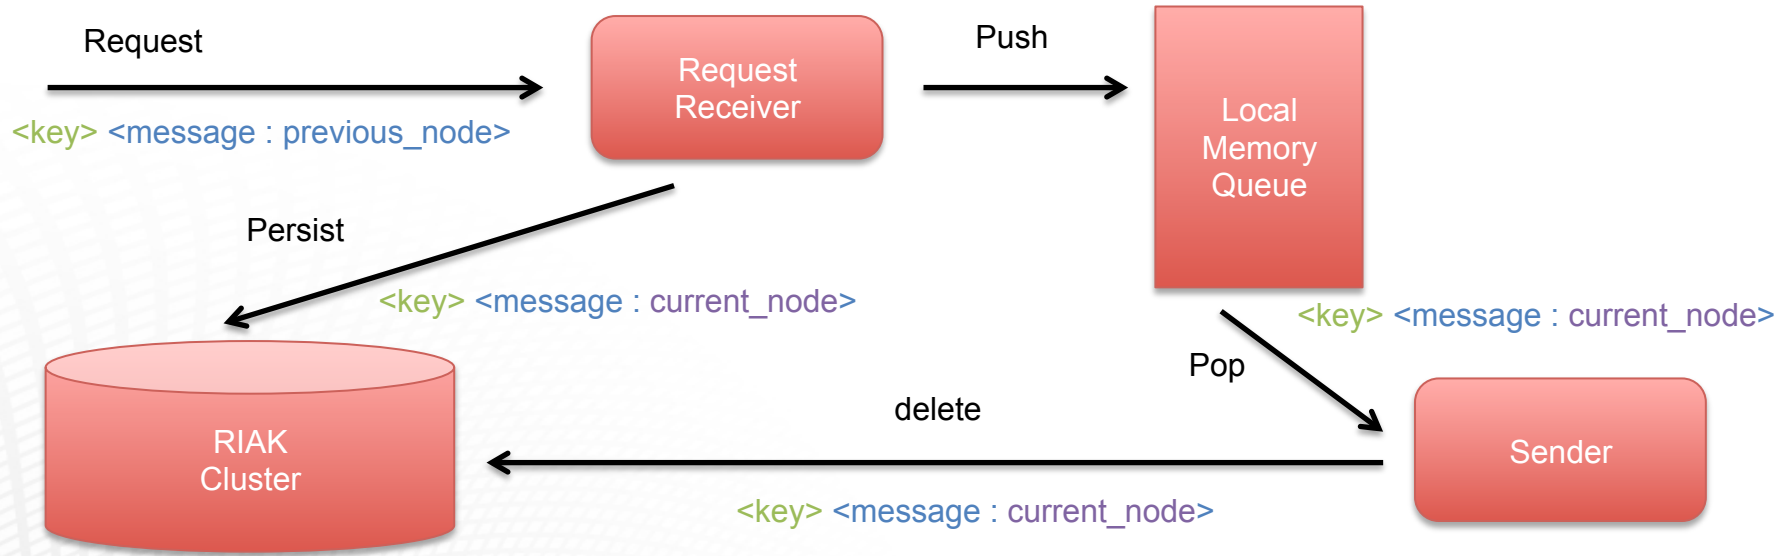 Request
<key> <message : previous_node>
Request
Receiver
Push
Local
Memory
Queue
Persist
<key> <message : current_node>
<key> <message : current_node>
Pop
delete
<key> <message : current_node>
RIAK
Cluster
Sender